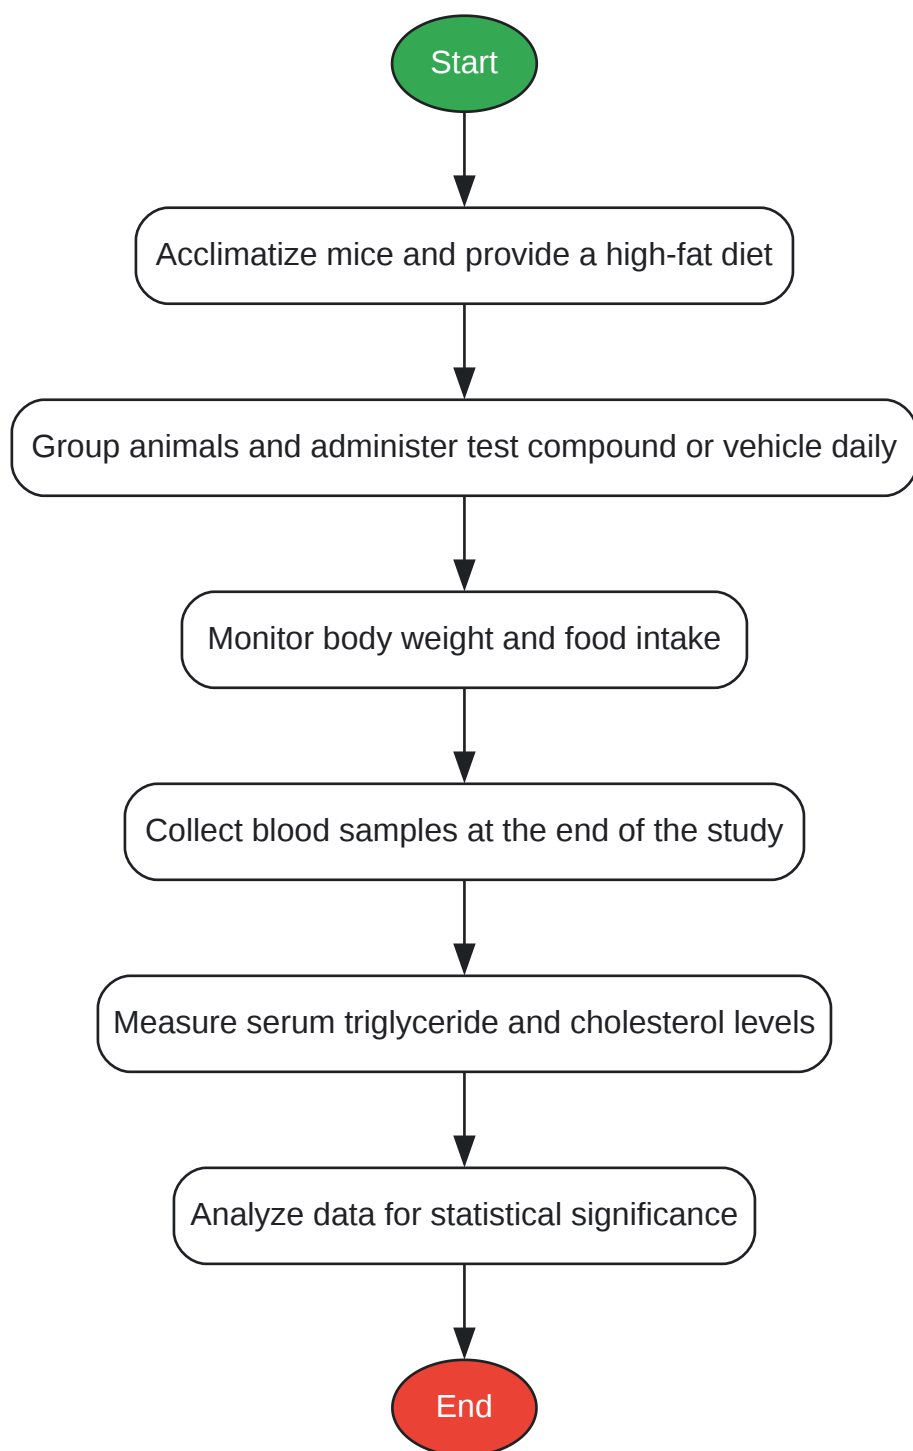 Start
Acclimatize mice and provide a high-fat diet
Group animals and administer test compound or vehicle daily
Monitor body weight and food intake
Collect blood samples at the end of the study
Measure serum triglyceride and cholesterol levels
Analyze data for statistical significance
End